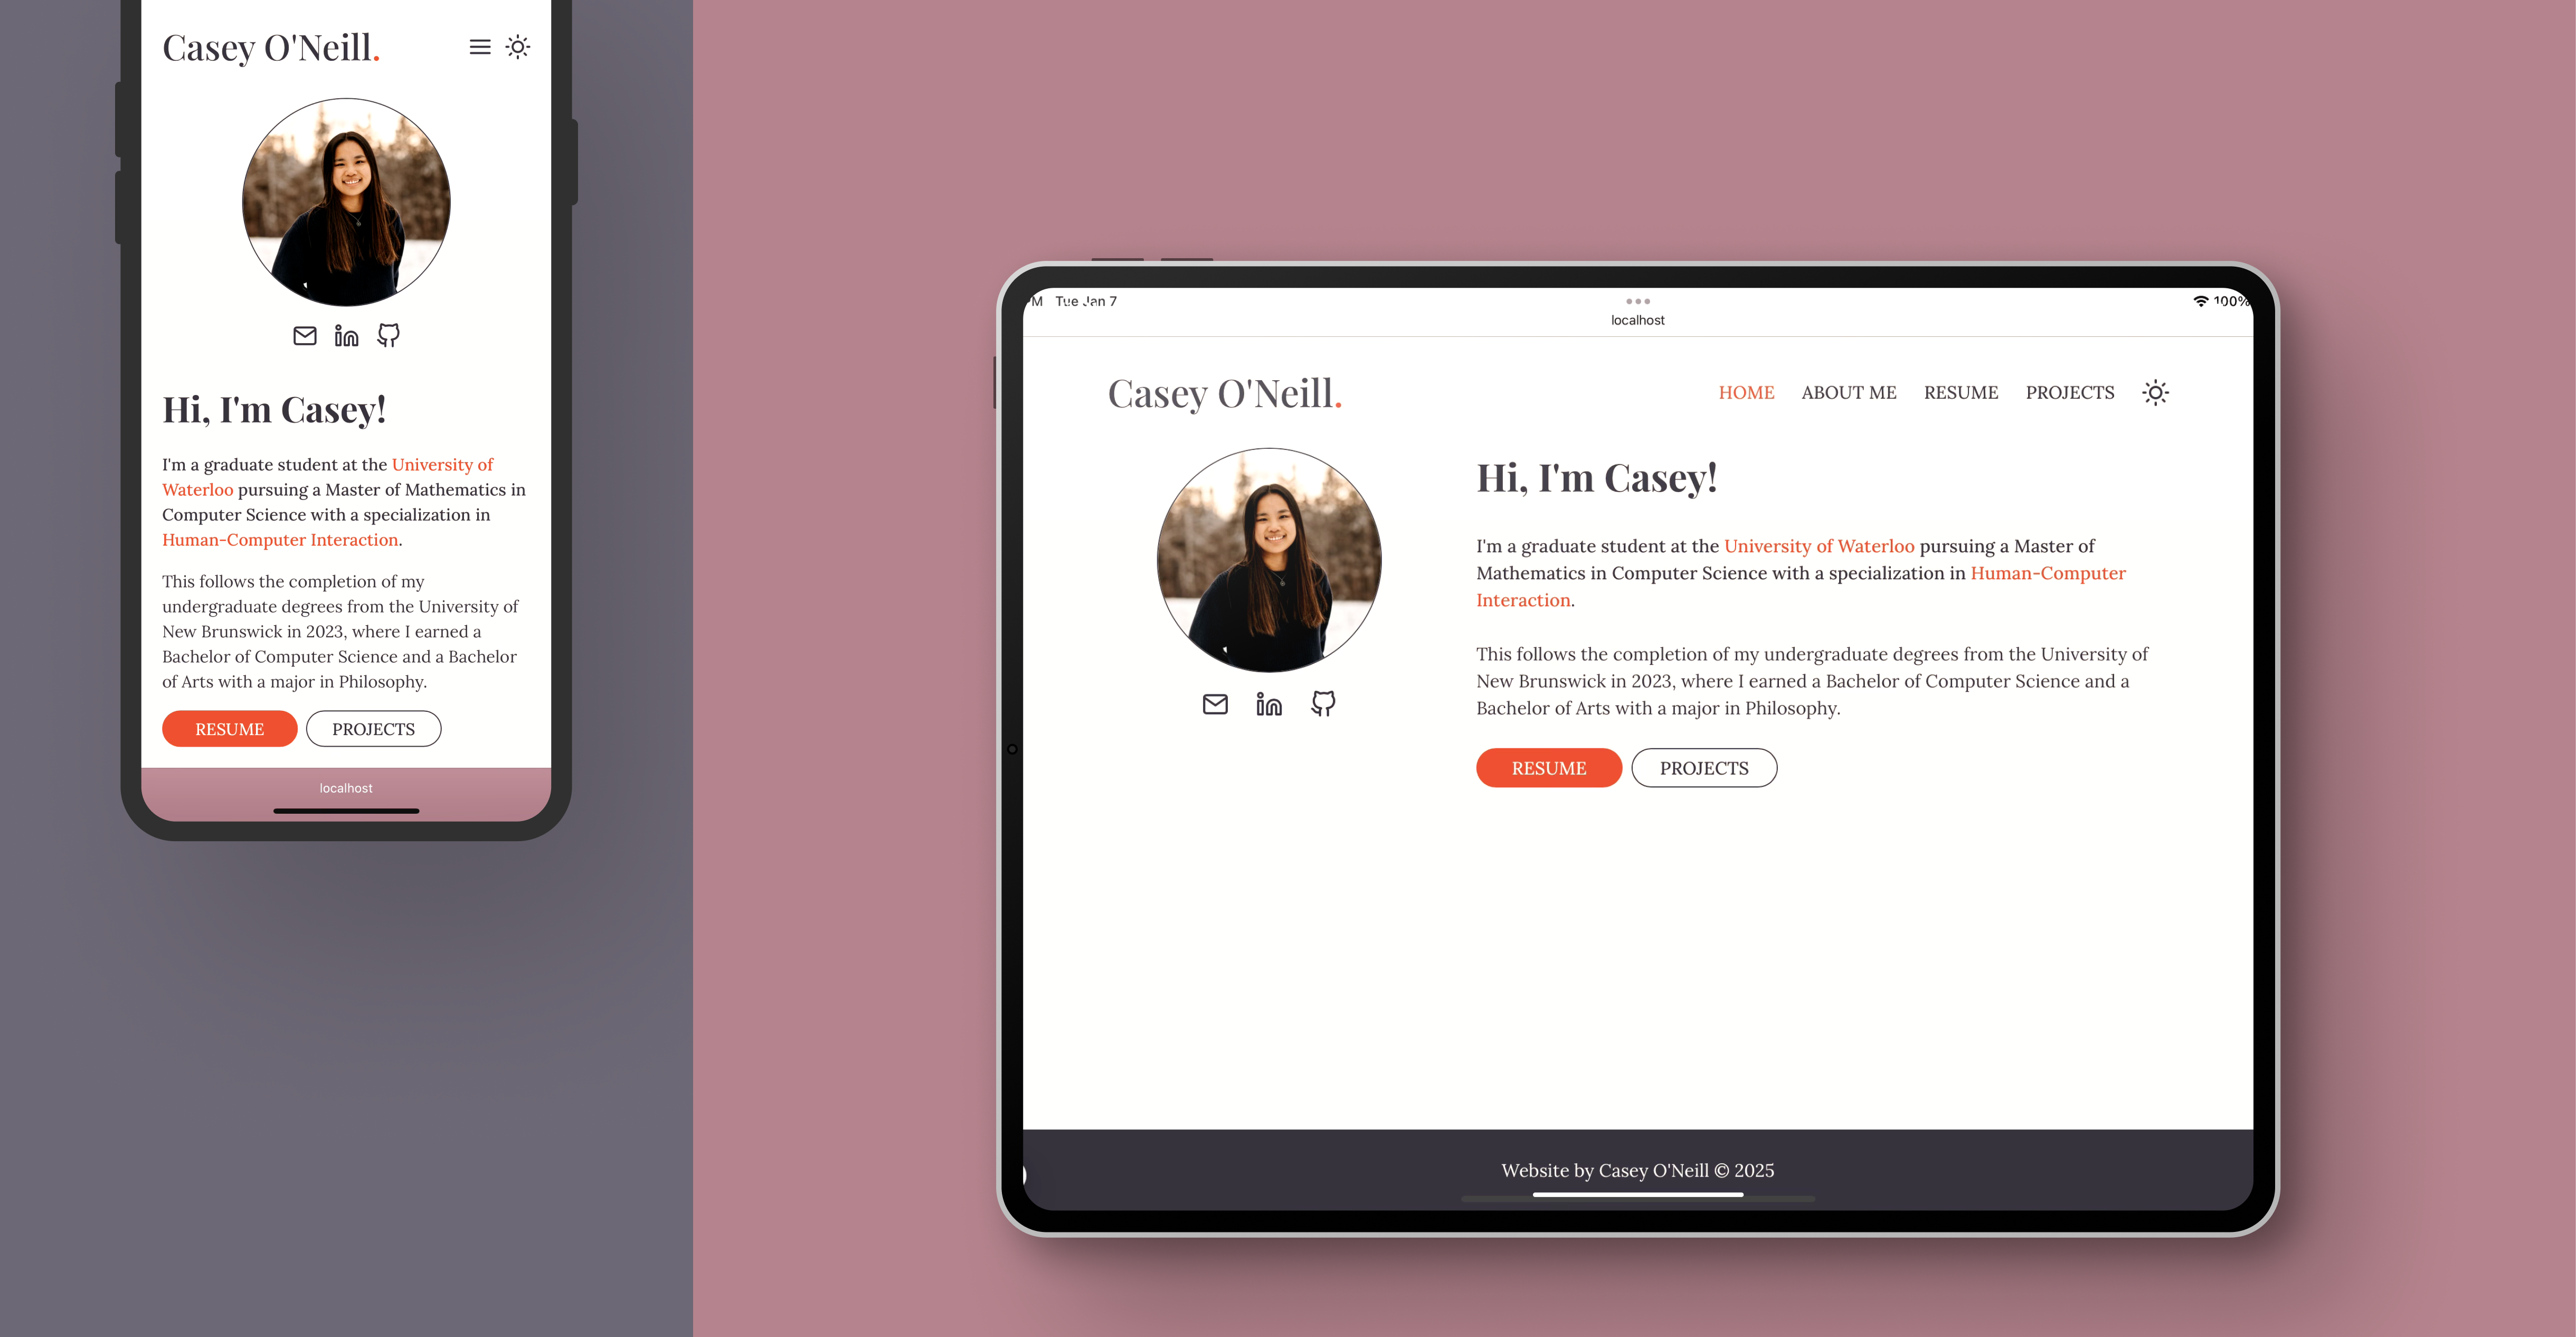 Casey O'Neill.
Hi, I'm Casey!
I'm a graduate student at the University of
Waterloo pursuing a Master of Mathematics in
Computer Science with a specialization in
Human-Computer Interaction.
This follows the completion of my
undergraduate degrees from the University of
New Brunswick in 2023, where I earned a
Bachelor of Computer Science and a Bachelor
of Arts with a major in Philosophy.
RESUME PROJECTS
localhost
M Tue Jan 7 100%
localhost
Casey O'Neill. HOME ABOUT ME RESUME PROJECTS
Hi, I'm Casey!
I'm a graduate student at the University of Waterloo pursuing a Master of
Mathematics in Computer Science with a specialization in Human-Computer
Interaction.
This follows the completion of my undergraduate degrees from the University of
New Brunswick in 2023, where I earned a Bachelor of Computer Science and a
Bachelor of Arts with a major in Philosophy.
RESUME PROJECTS
Website by Casey O'Neill © 2025